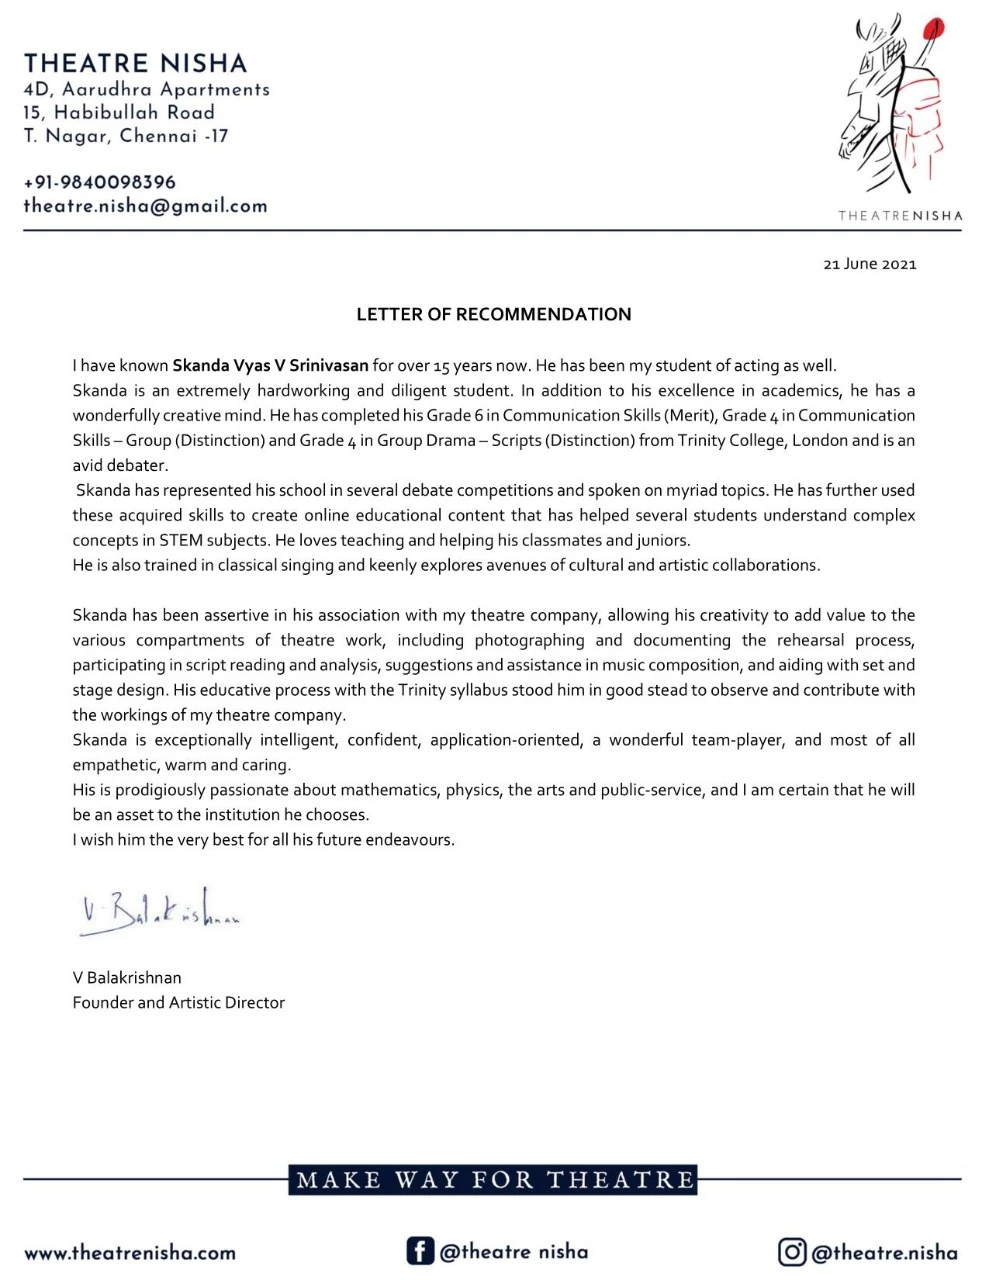 THEATRE NISHA
4D, Aarudhra Apartments
15, Habibullah Road
T. Nagar, Chennai -17
+91-9840098396
theatre.nisha@gmail.com
THEATRENISHA
21 June 2021
LETTER OF RECOMMENDATION
I have known Skanda Vyas V Srinivasan for over 15 years now. He has been my student of acting as well.
Skanda is an extremely hardworking and diligent student. In addition to his excellence in academics, he has a
wonderfully creative mind. He has completed his Grade 6 in Communication Skills (Merit), Grade 4 in Communication
Skills – Group (Distinction) and Grade 4 in Group Drama – Scripts (Distinction) from Trinity College, London and is an
avid debater.
Skanda has represented his school in several debate competitions and spoken on myriad topics. He has further used
these acquired skills to create online educational content that has helped several students understand complex
concepts in STEM subjects. He loves teaching and helping his classmates and juniors.
He is also trained in classical singing and keenly explores avenues of cultural and artistic collaborations.
Skanda has been assertive in his association with my theatre company, allowing his creativity to add value to the
various compartments of theatre work, including photographing and documenting the rehearsal process,
participating in script reading and analysis, suggestions and assistance in music composition, and aiding with set and
stage design. His educative process with the Trinity syllabus stood him in good stead to observe and contribute with
the workings of my theatre company.
Skanda is exceptionally intelligent, confident, application-oriented, a wonderful team-player, and most of all
empathetic, warm and caring.
His is prodigiously passionate about mathematics, physics, the arts and public-service, and I am certain that he will
be an asset to the institution he chooses.
I wish him the very best for all his future endeavours.
V. Balakrishnan
V Balakrishnan
Founder and Artistic Director
MAKE WAY FOR THEATRE
www.theatrenisha.com
@theatre nisha
@theatre.nisha